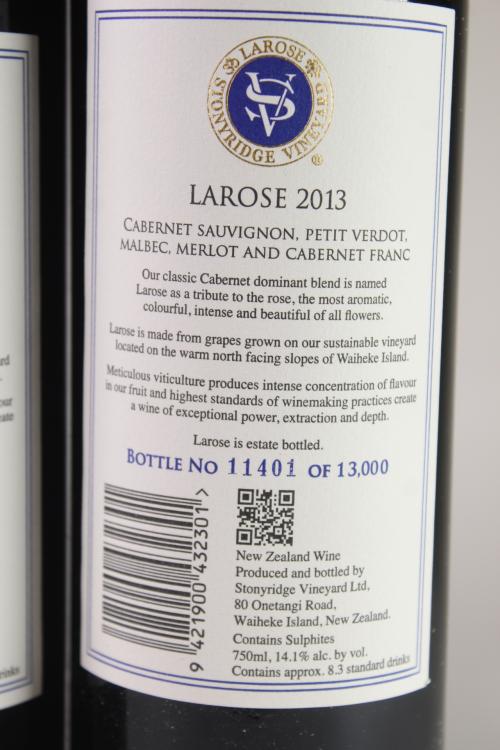 LAROSE
STONYRIDGE VINEYARD ®
SV
LAROSE 2013
CABERNET SAUVIGNON, PETIT VERDOT,
MALBEC, MERLOT AND CABERNET FRANC
Our classic Cabernet dominant blend is named
Larose as a tribute to the rose, the most aromatic,
colourful, intense and beautiful of all flowers.
Larose is made from grapes grown on our sustainable vineyard
located on the warm north facing slopes of Waiheke Island.
Meticulous viticulture produces intense concentration of flavour
in our fruit and highest standards of winemaking practices create
a wine of exceptional power, extraction and depth.
Larose is estate bottled.
BOTTLE NO 11401 OF 13,000
9 421900 432301 >
New Zealand Wine
Produced and bottled by
Stonyridge Vineyard Ltd,
80 Onetangi Road,
Waiheke Island, New Zealand.
Contains Sulphites
750ml, 14.1% alc. by vol.
Contains approx. 8.3 standard drinks